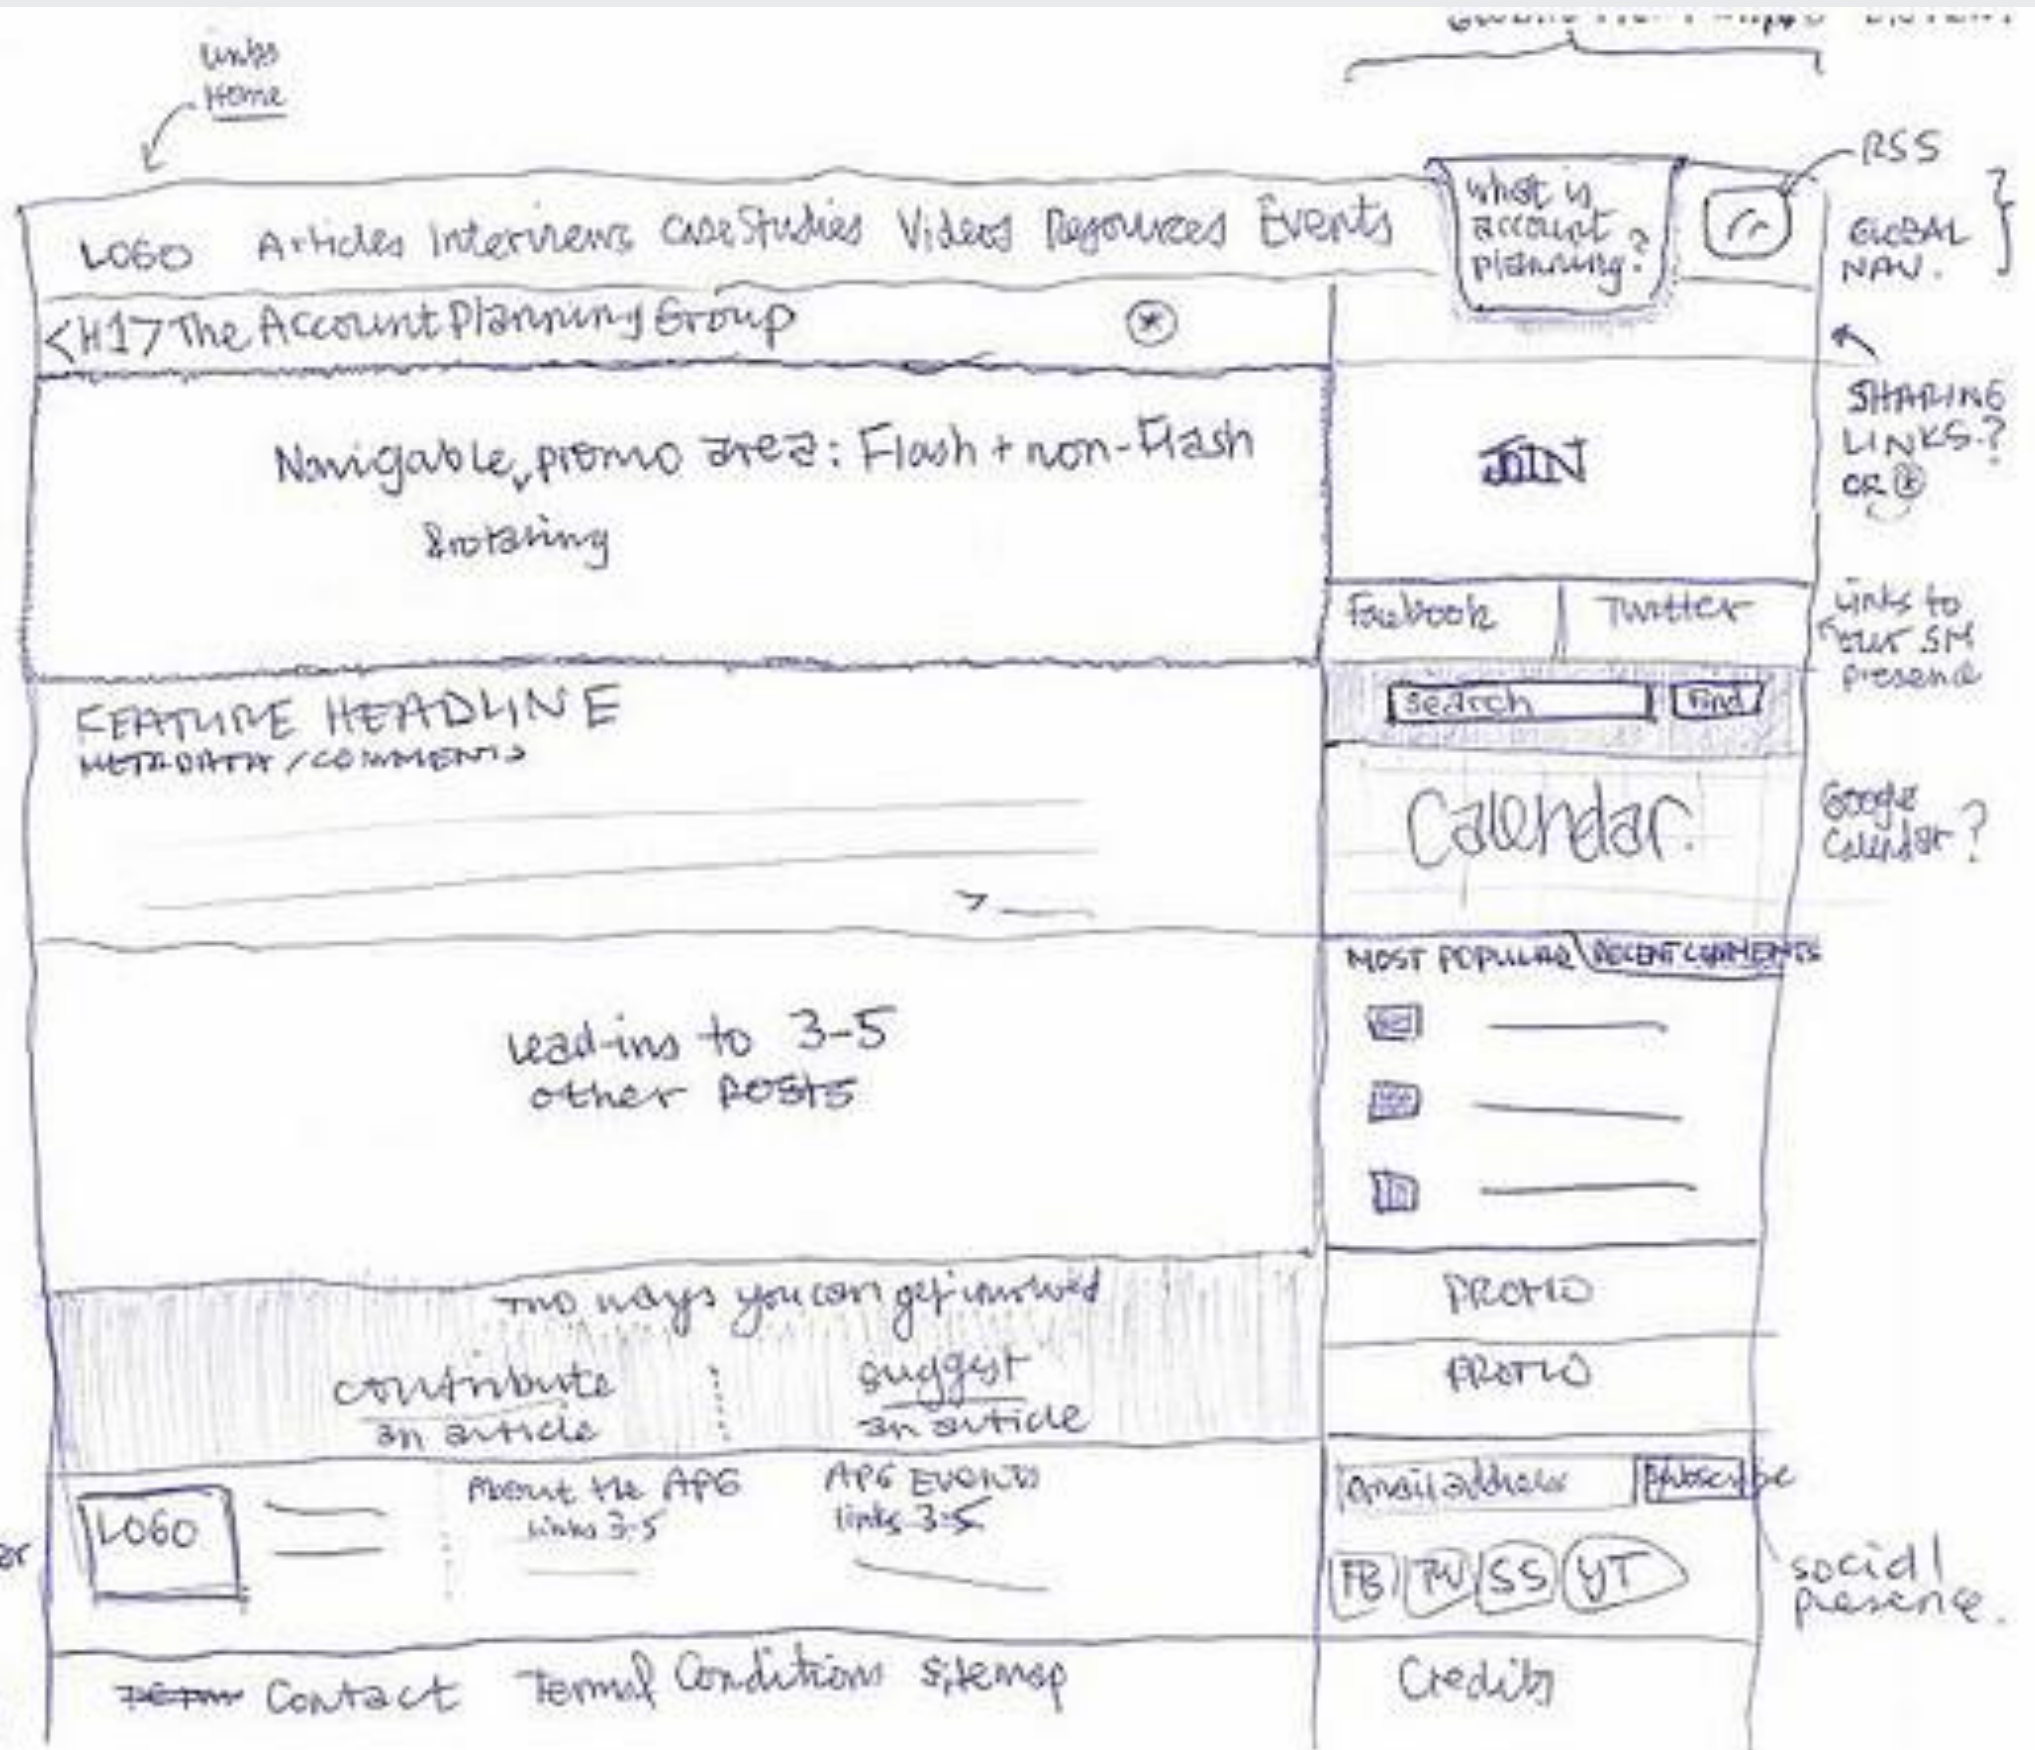 Links
Home
RSS
LOGO Articles Interviews Case Studies Videos Resources Events
what is
account
planning?
GLOBAL
NAV.
?
<H1> The Account Planning Group
*
SHARING
LINKS?
OR *
Navigable, promo area: Flash + non-Flash
& rotating
JOIN
Facebook
Twitter
Links to
our SM
presence
Search
Find
FEATURE HEADLINE
METADATA / COMMENTS
>
Calendar
Google
Calendar?
lead-ins to 3-5
other posts
MOST POPULAR
RECENT COMMENTS
Two ways you can get involved
contribute
an article
suggest
an article
PROMO
PROMO
LOGO
About the APG
links 3-5
APG EVENTS
links 3-5
email address
Subscribe
FB TW SS YT
social
presence.
Contact
Conditions
Sitemap
Credits